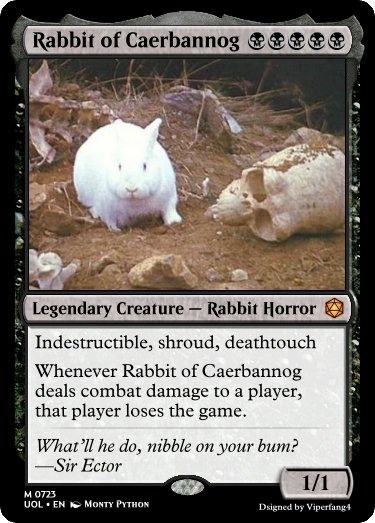 Rabbit of Caerbannog
Legendary Creature — Rabbit Horror
Indestructible, shroud, deathtouch
Whenever Rabbit of Caerbannog
deals combat damage to a player,
that player loses the game.
What'll he do, nibble on your bum?
—Sir Ector
1/1
M 0723
UOL • EN Monty Python
Dsigned by Viperfang4